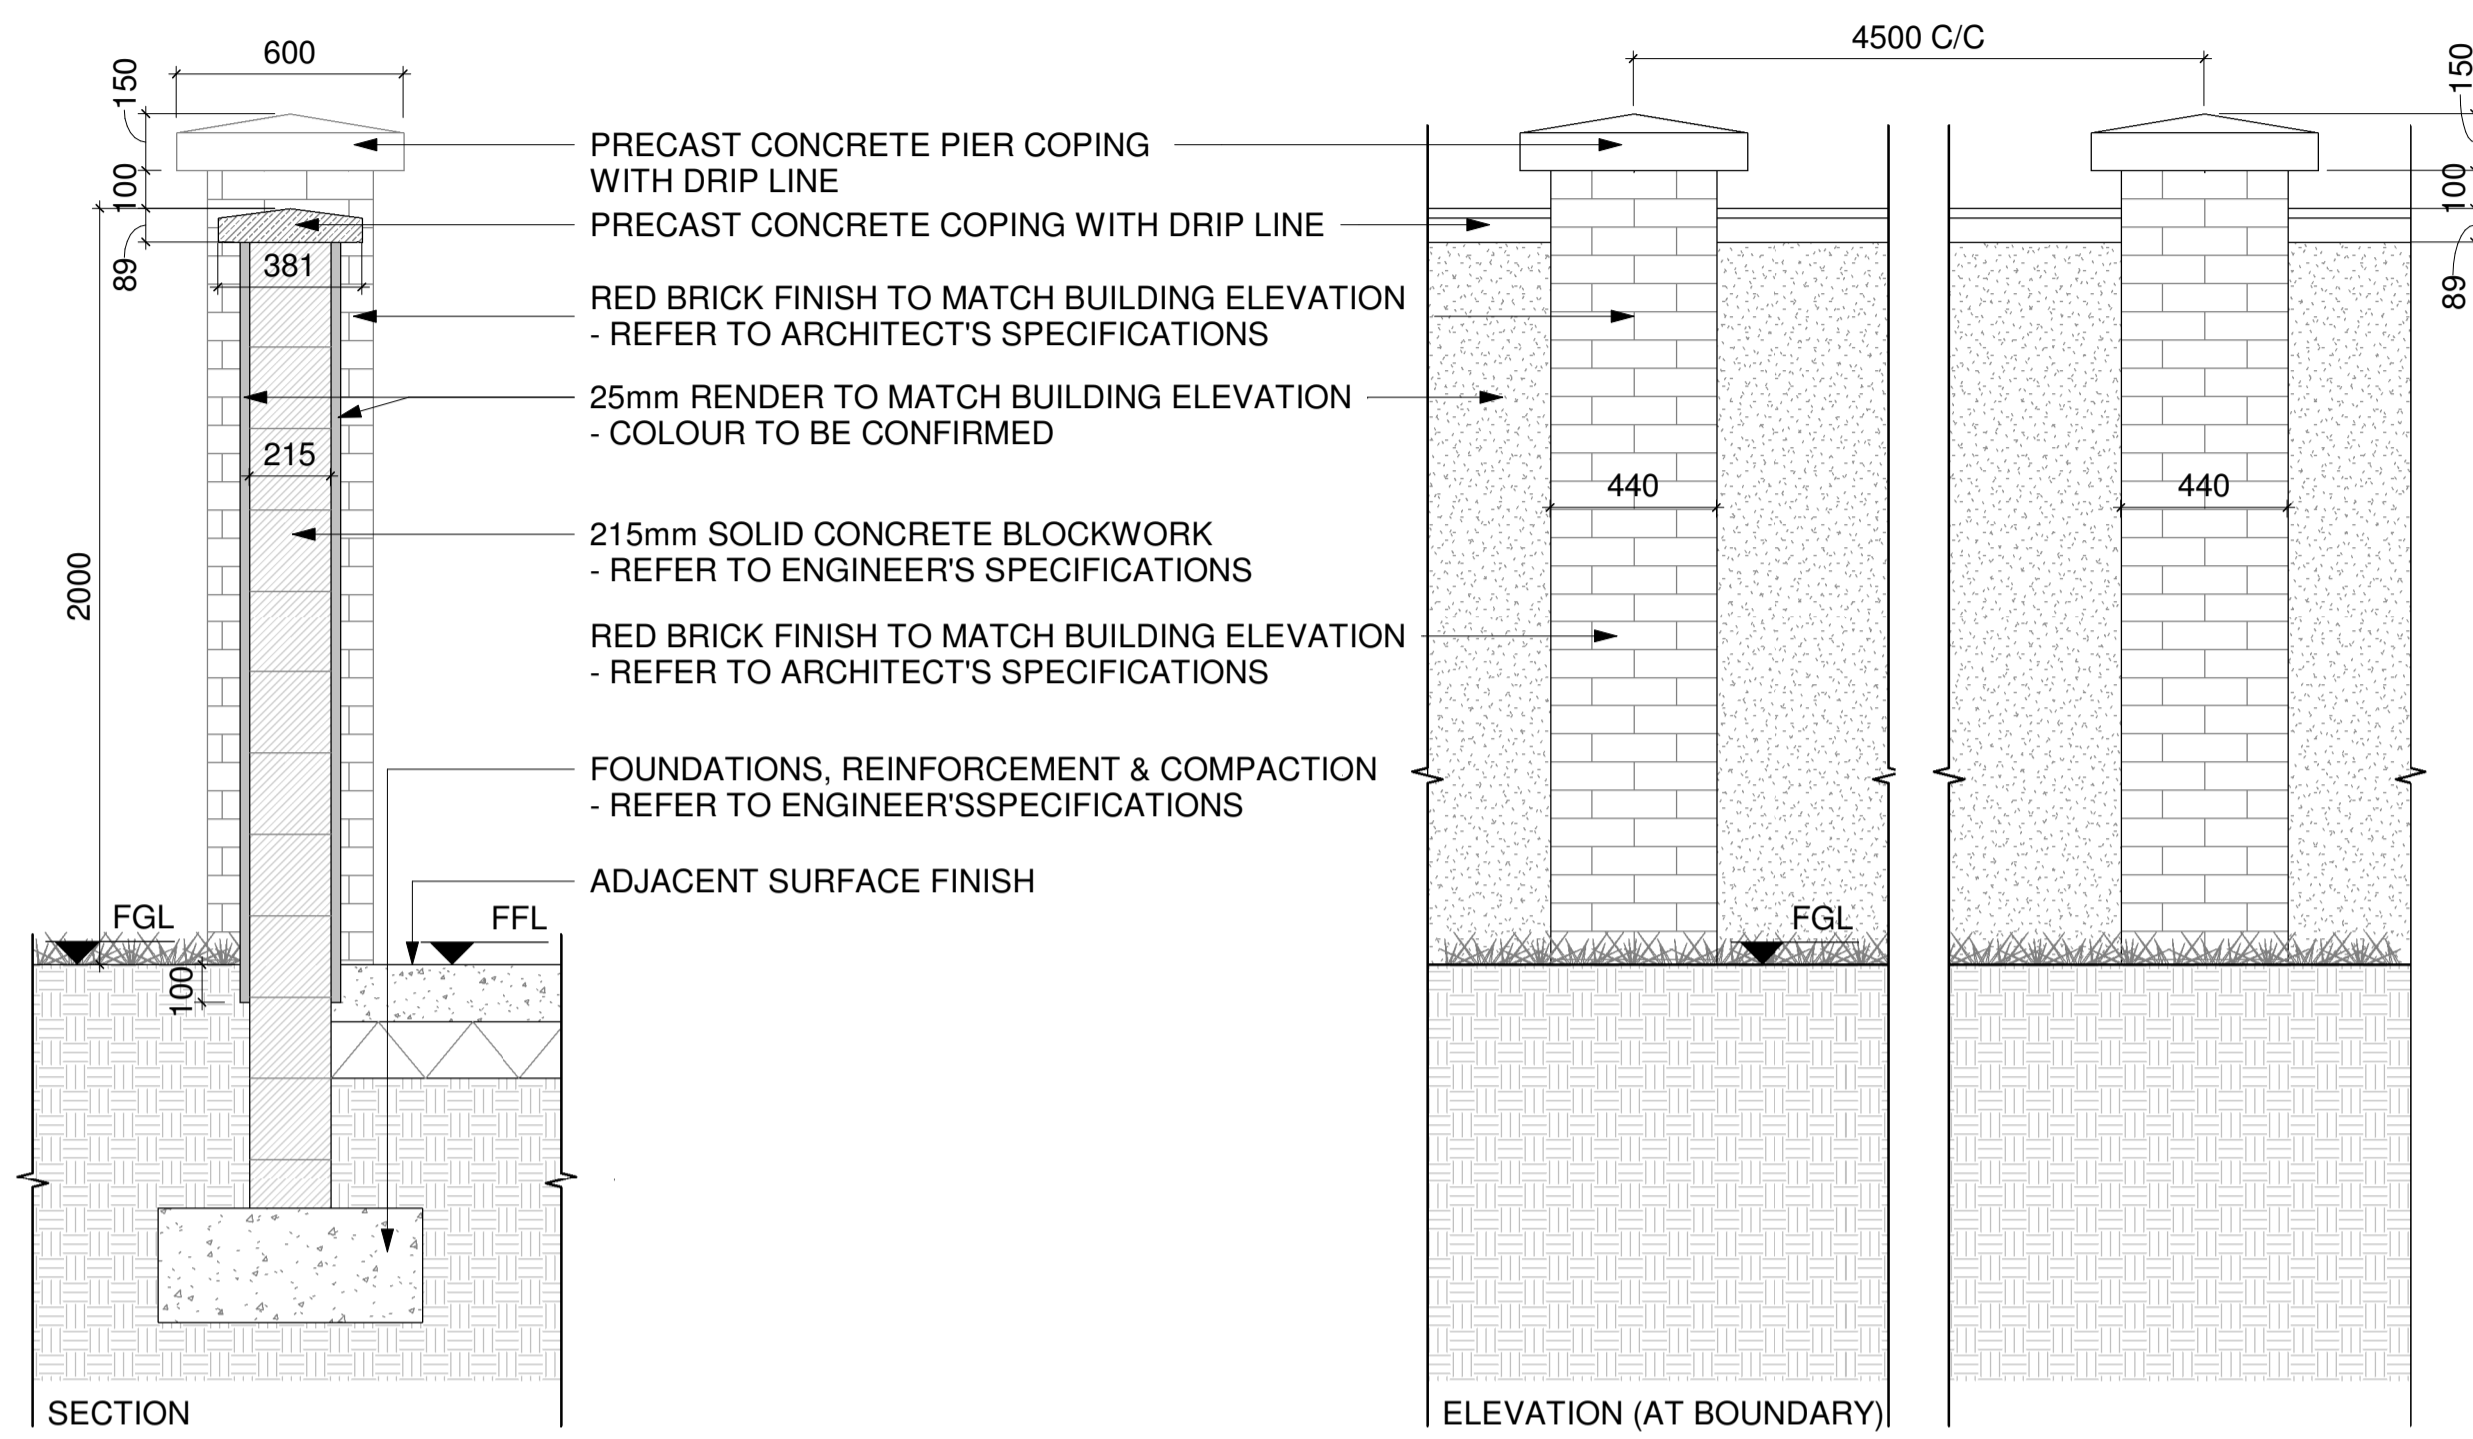 600
4500 C/C
150
150
PRECAST CONCRETE PIER COPING
WITH DRIP LINE
100
100
PRECAST CONCRETE COPING WITH DRIP LINE
89
89
381
RED BRICK FINISH TO MATCH BUILDING ELEVATION
- REFER TO ARCHITECT'S SPECIFICATIONS
25mm RENDER TO MATCH BUILDING ELEVATION
- COLOUR TO BE CONFIRMED
215
440
440
215mm SOLID CONCRETE BLOCKWORK
- REFER TO ENGINEER'S SPECIFICATIONS
2000
RED BRICK FINISH TO MATCH BUILDING ELEVATION
- REFER TO ARCHITECT'S SPECIFICATIONS
FOUNDATIONS, REINFORCEMENT & COMPACTION
- REFER TO ENGINEER'SSPECIFICATIONS
ADJACENT SURFACE FINISH
FGL
FFL
FGL
100
SECTION
ELEVATION (AT BOUNDARY)